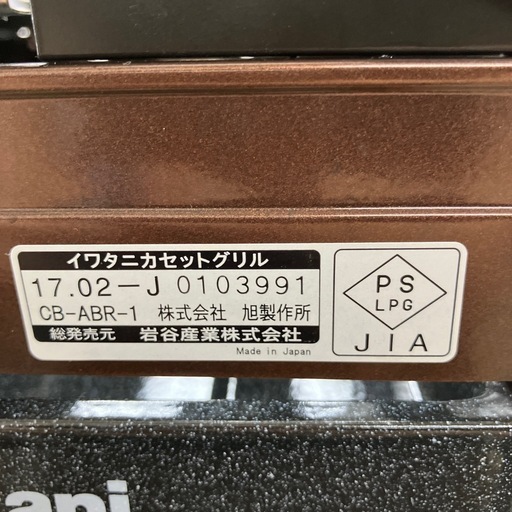 イワタニカセットグリル
17.02-J 0103991
CB-ABR-1 株式会社 旭製作所
総発売元 岩谷産業株式会社
Made in Japan
PS
LPG
JIA
ani